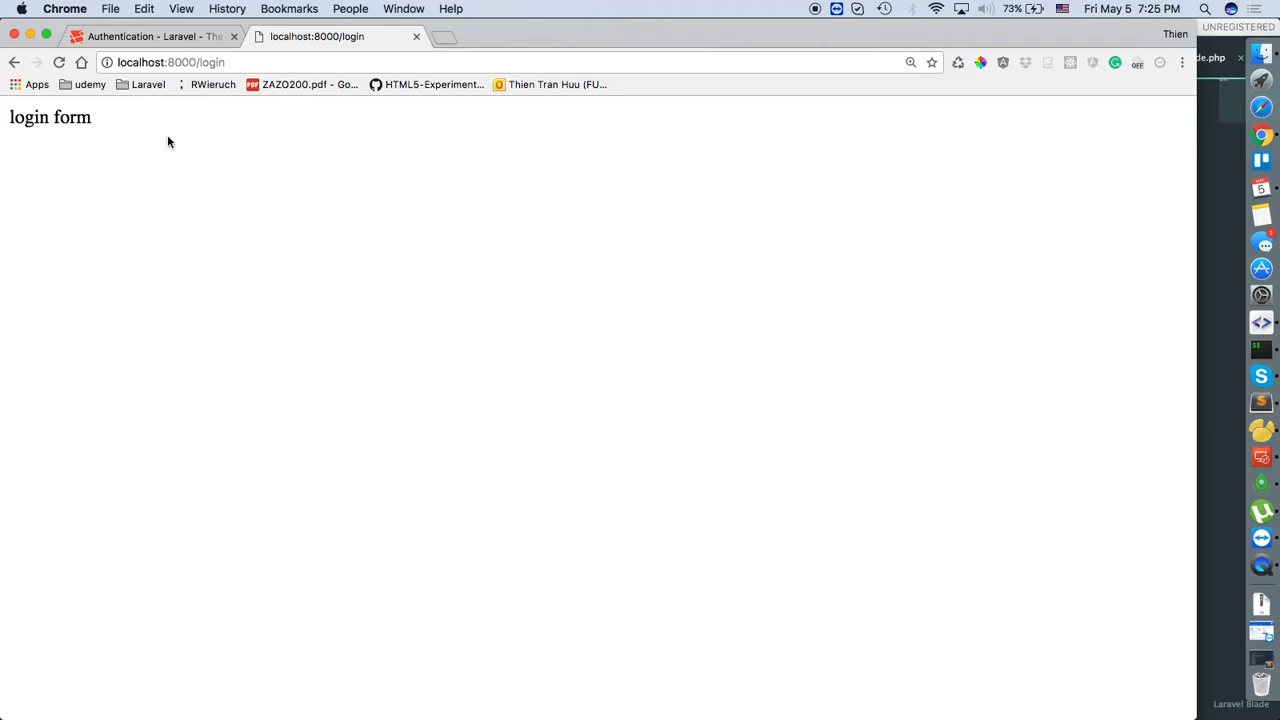 Chrome File Edit View History Bookmarks People Window Help 73% Fri May 5 7:25 PM
UNREGISTERED
Authentication - Laravel - The localhost:8000/login Thien
de.php
localhost:8000/login
Apps udemy Laravel RWieruch ZAZO200.pdf - Go... HTML5-Experiment... Thien Tran Huu (FU...
login form
Laravel Blade